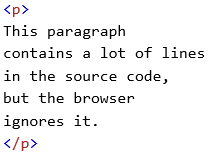 <p>
This paragraph
contains a lot of lines
in the source code,
but the browser
ignores it.
</p>